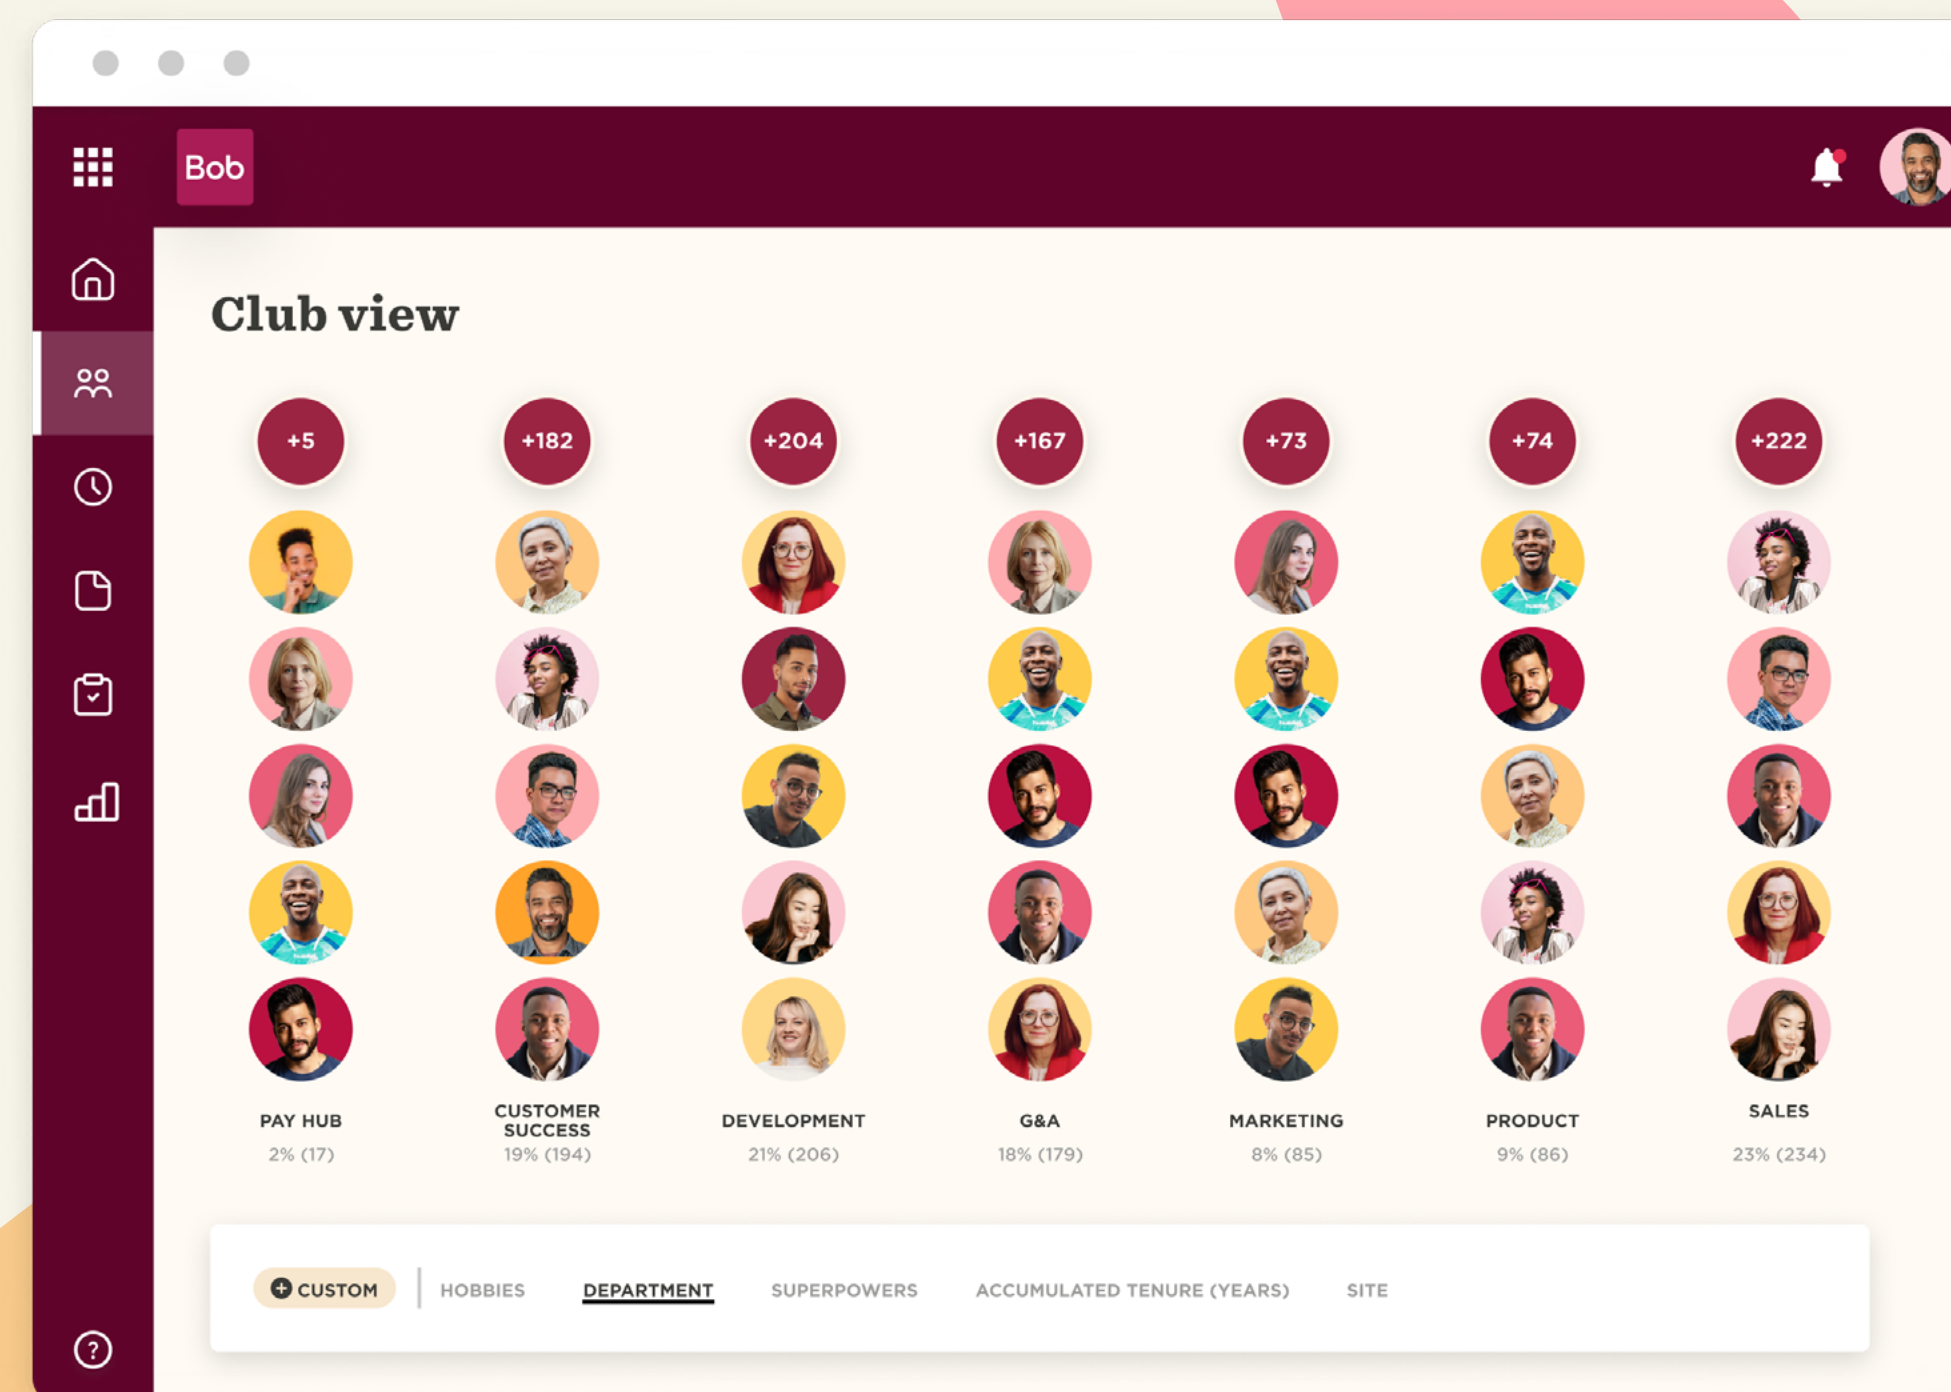 Bob
Club view
+5 +182 +204 +167 +73 +74 +222
PAY HUB
2% (17)
CUSTOMER
SUCCESS
19% (194)
DEVELOPMENT
21% (206)
G&A
18% (179)
MARKETING
8% (85)
PRODUCT
9% (86)
SALES
23% (234)
CUSTOM HOBBIES DEPARTMENT SUPERPOWERS ACCUMULATED TENURE (YEARS) SITE
?